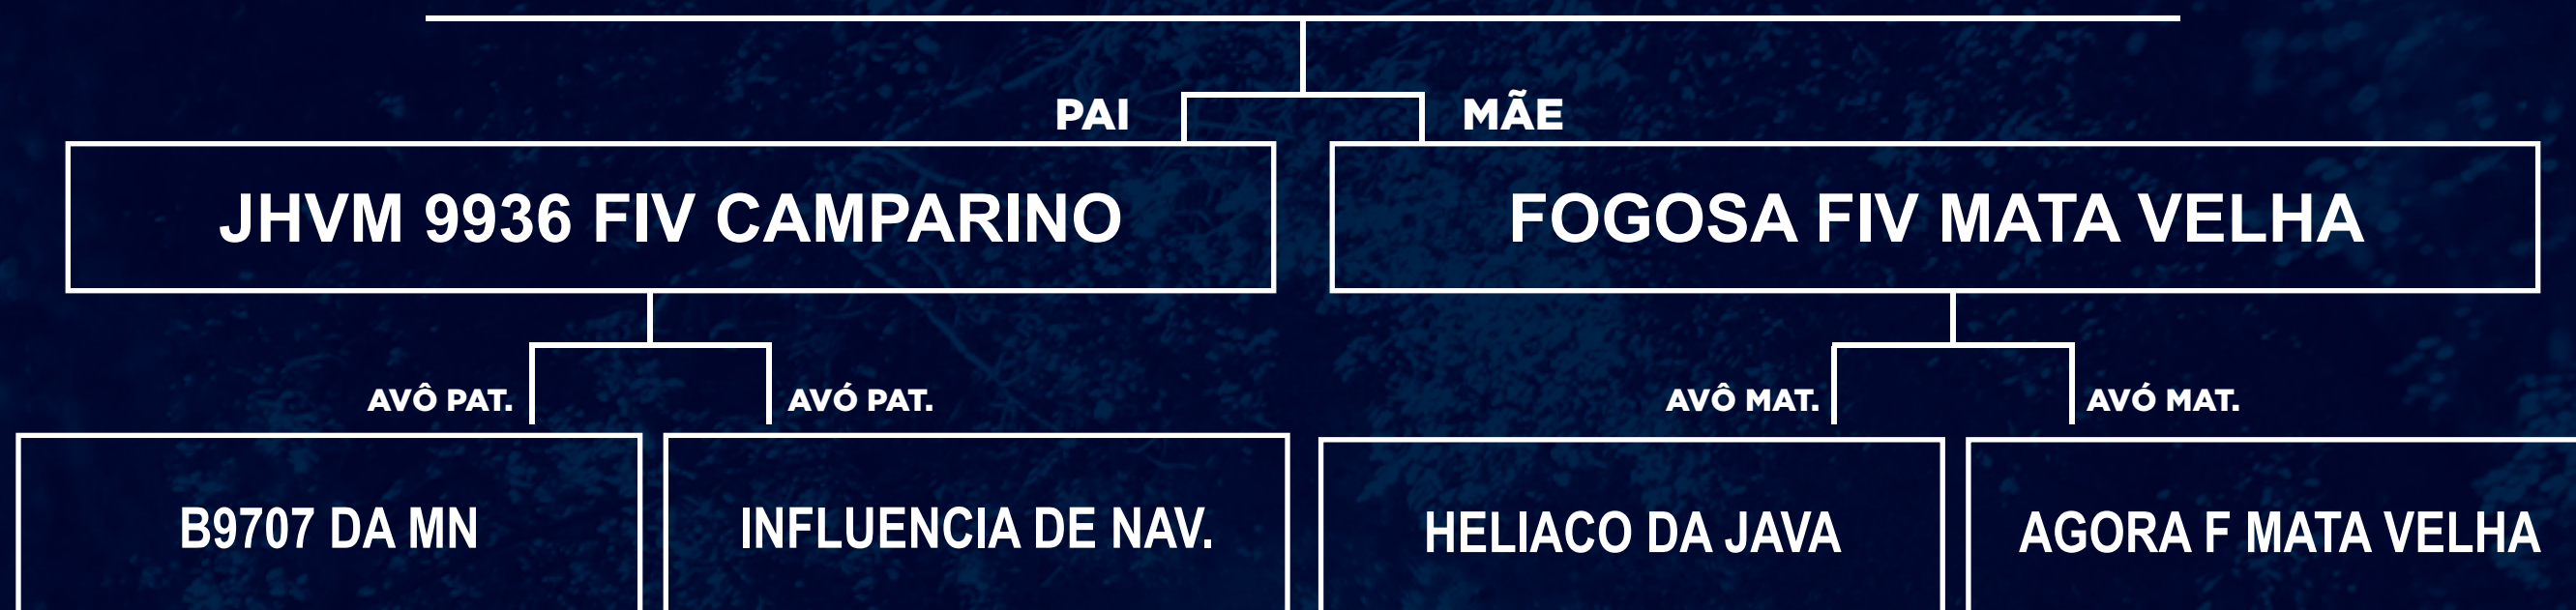 PAI
MÃE
JHVM 9936 FIV CAMPARINO
FOGOSA FIV MATA VELHA
AVÔ PAT.
AVÓ PAT.
AVÔ MAT.
AVÓ MAT.
B9707 DA MN
INFLUENCIA DE NAV.
HELIACO DA JAVA
AGORA F MATA VELHA